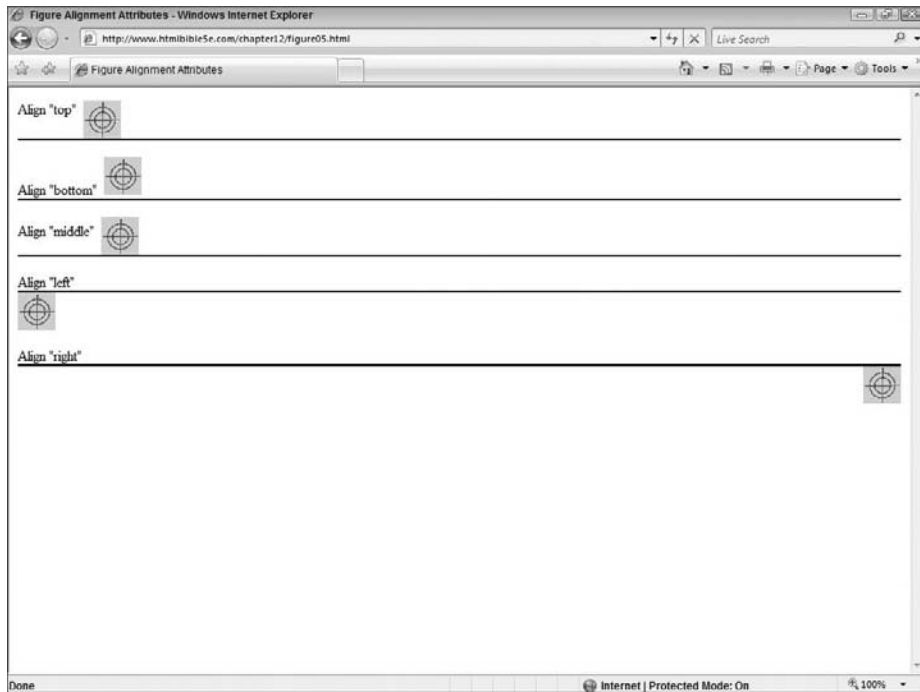 Figure Alignment Attributes - Windows Internet Explorer
http://www.htmlbible5e.com/chapter12/figure05.html
Live Search
Figure Alignment Attributes
Page
Tools
Align "top"
Align "bottom"
Align "middle"
Align "left"
Align "right"
Done
Internet | Protected Mode: On
100%